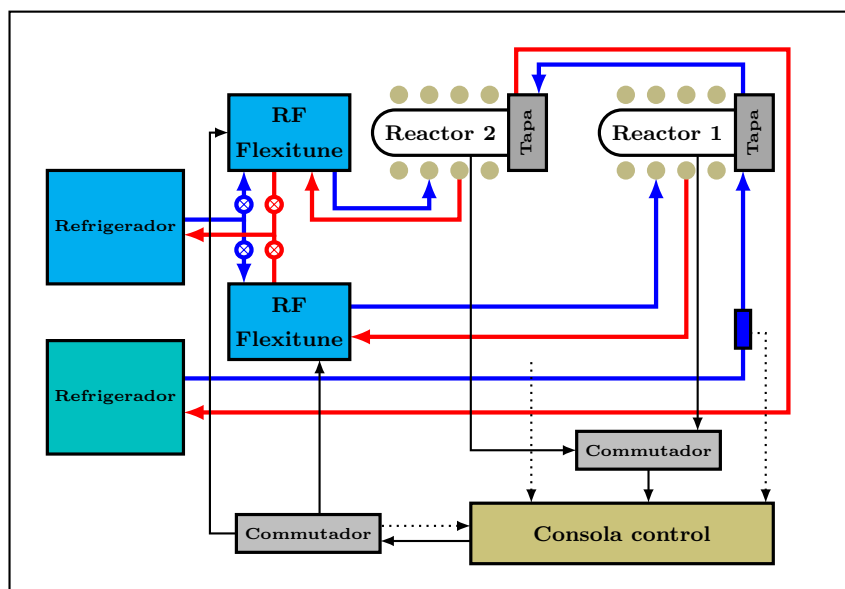 RF
Flexitune
Reactor 2
Tapa
Reactor 1
Tapa
Refrigerador
RF
Flexitune
Refrigerador
Commutador
Commutador
Consola control